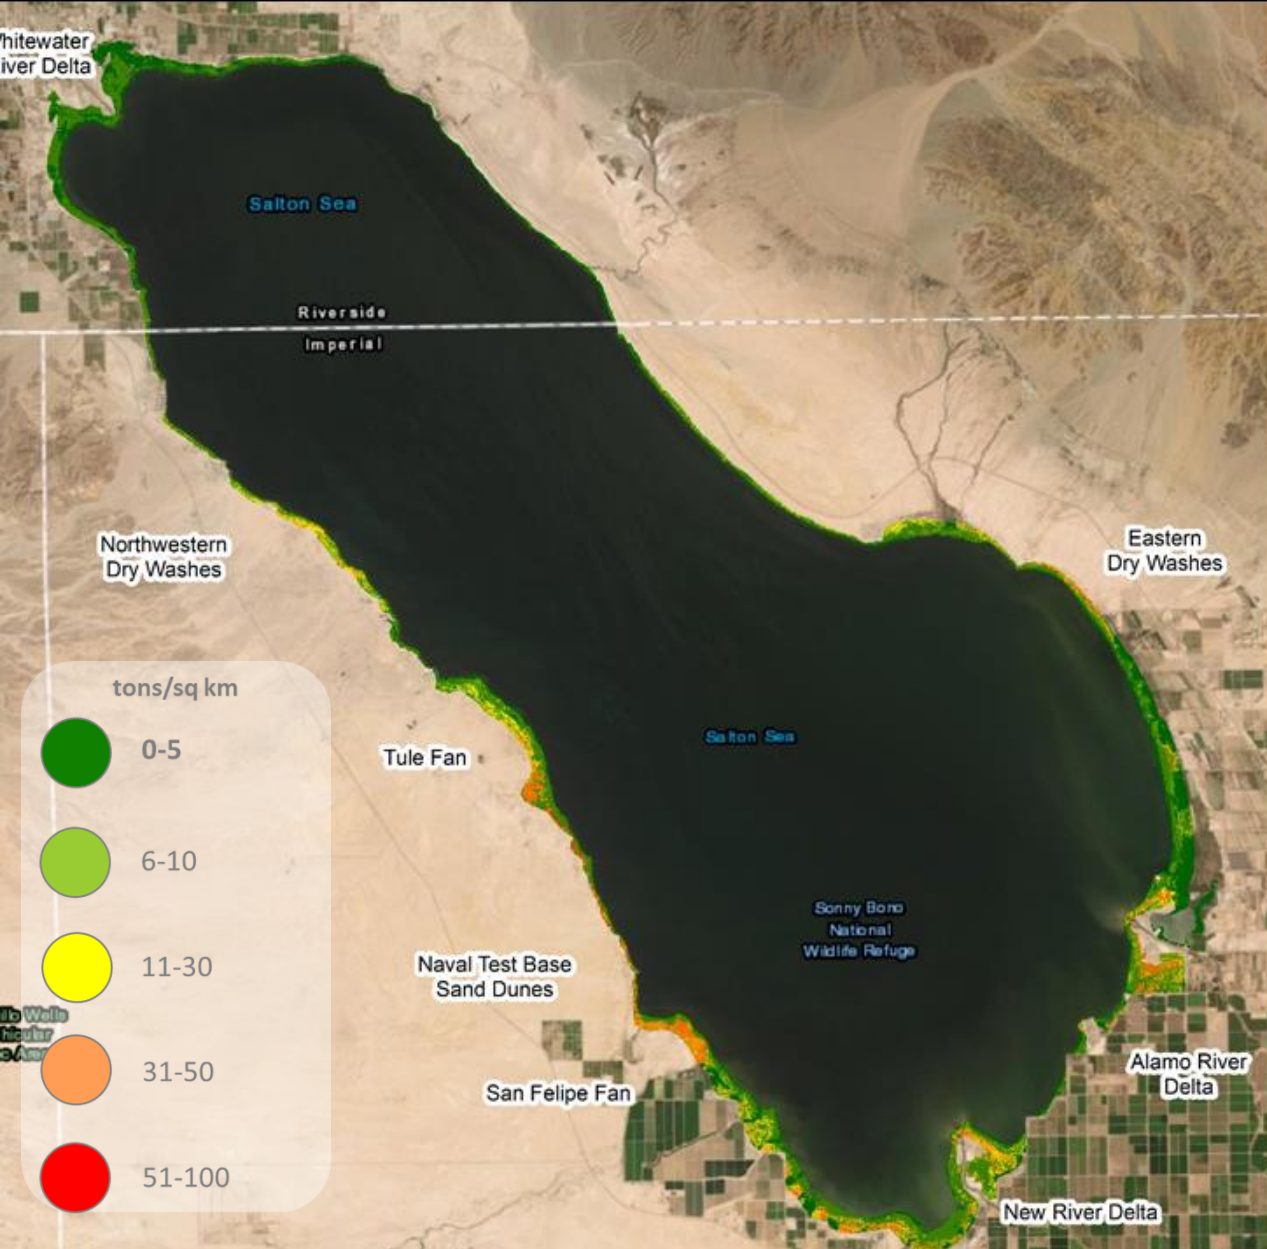 hitewater
iver Delta
Salton Sea
Riverside
Imperial
Northwestern
Dry Washes
Eastern
Dry Washes
tons/sq km
0-5
6-10
11-30
31-50
51-100
Tule Fan
Salton Sea
Sonny Bono
National
Wildlife Refuge
Naval Test Base
Sand Dunes
Wells
San Felipe Fan
Alamo River
Delta
New River Delta